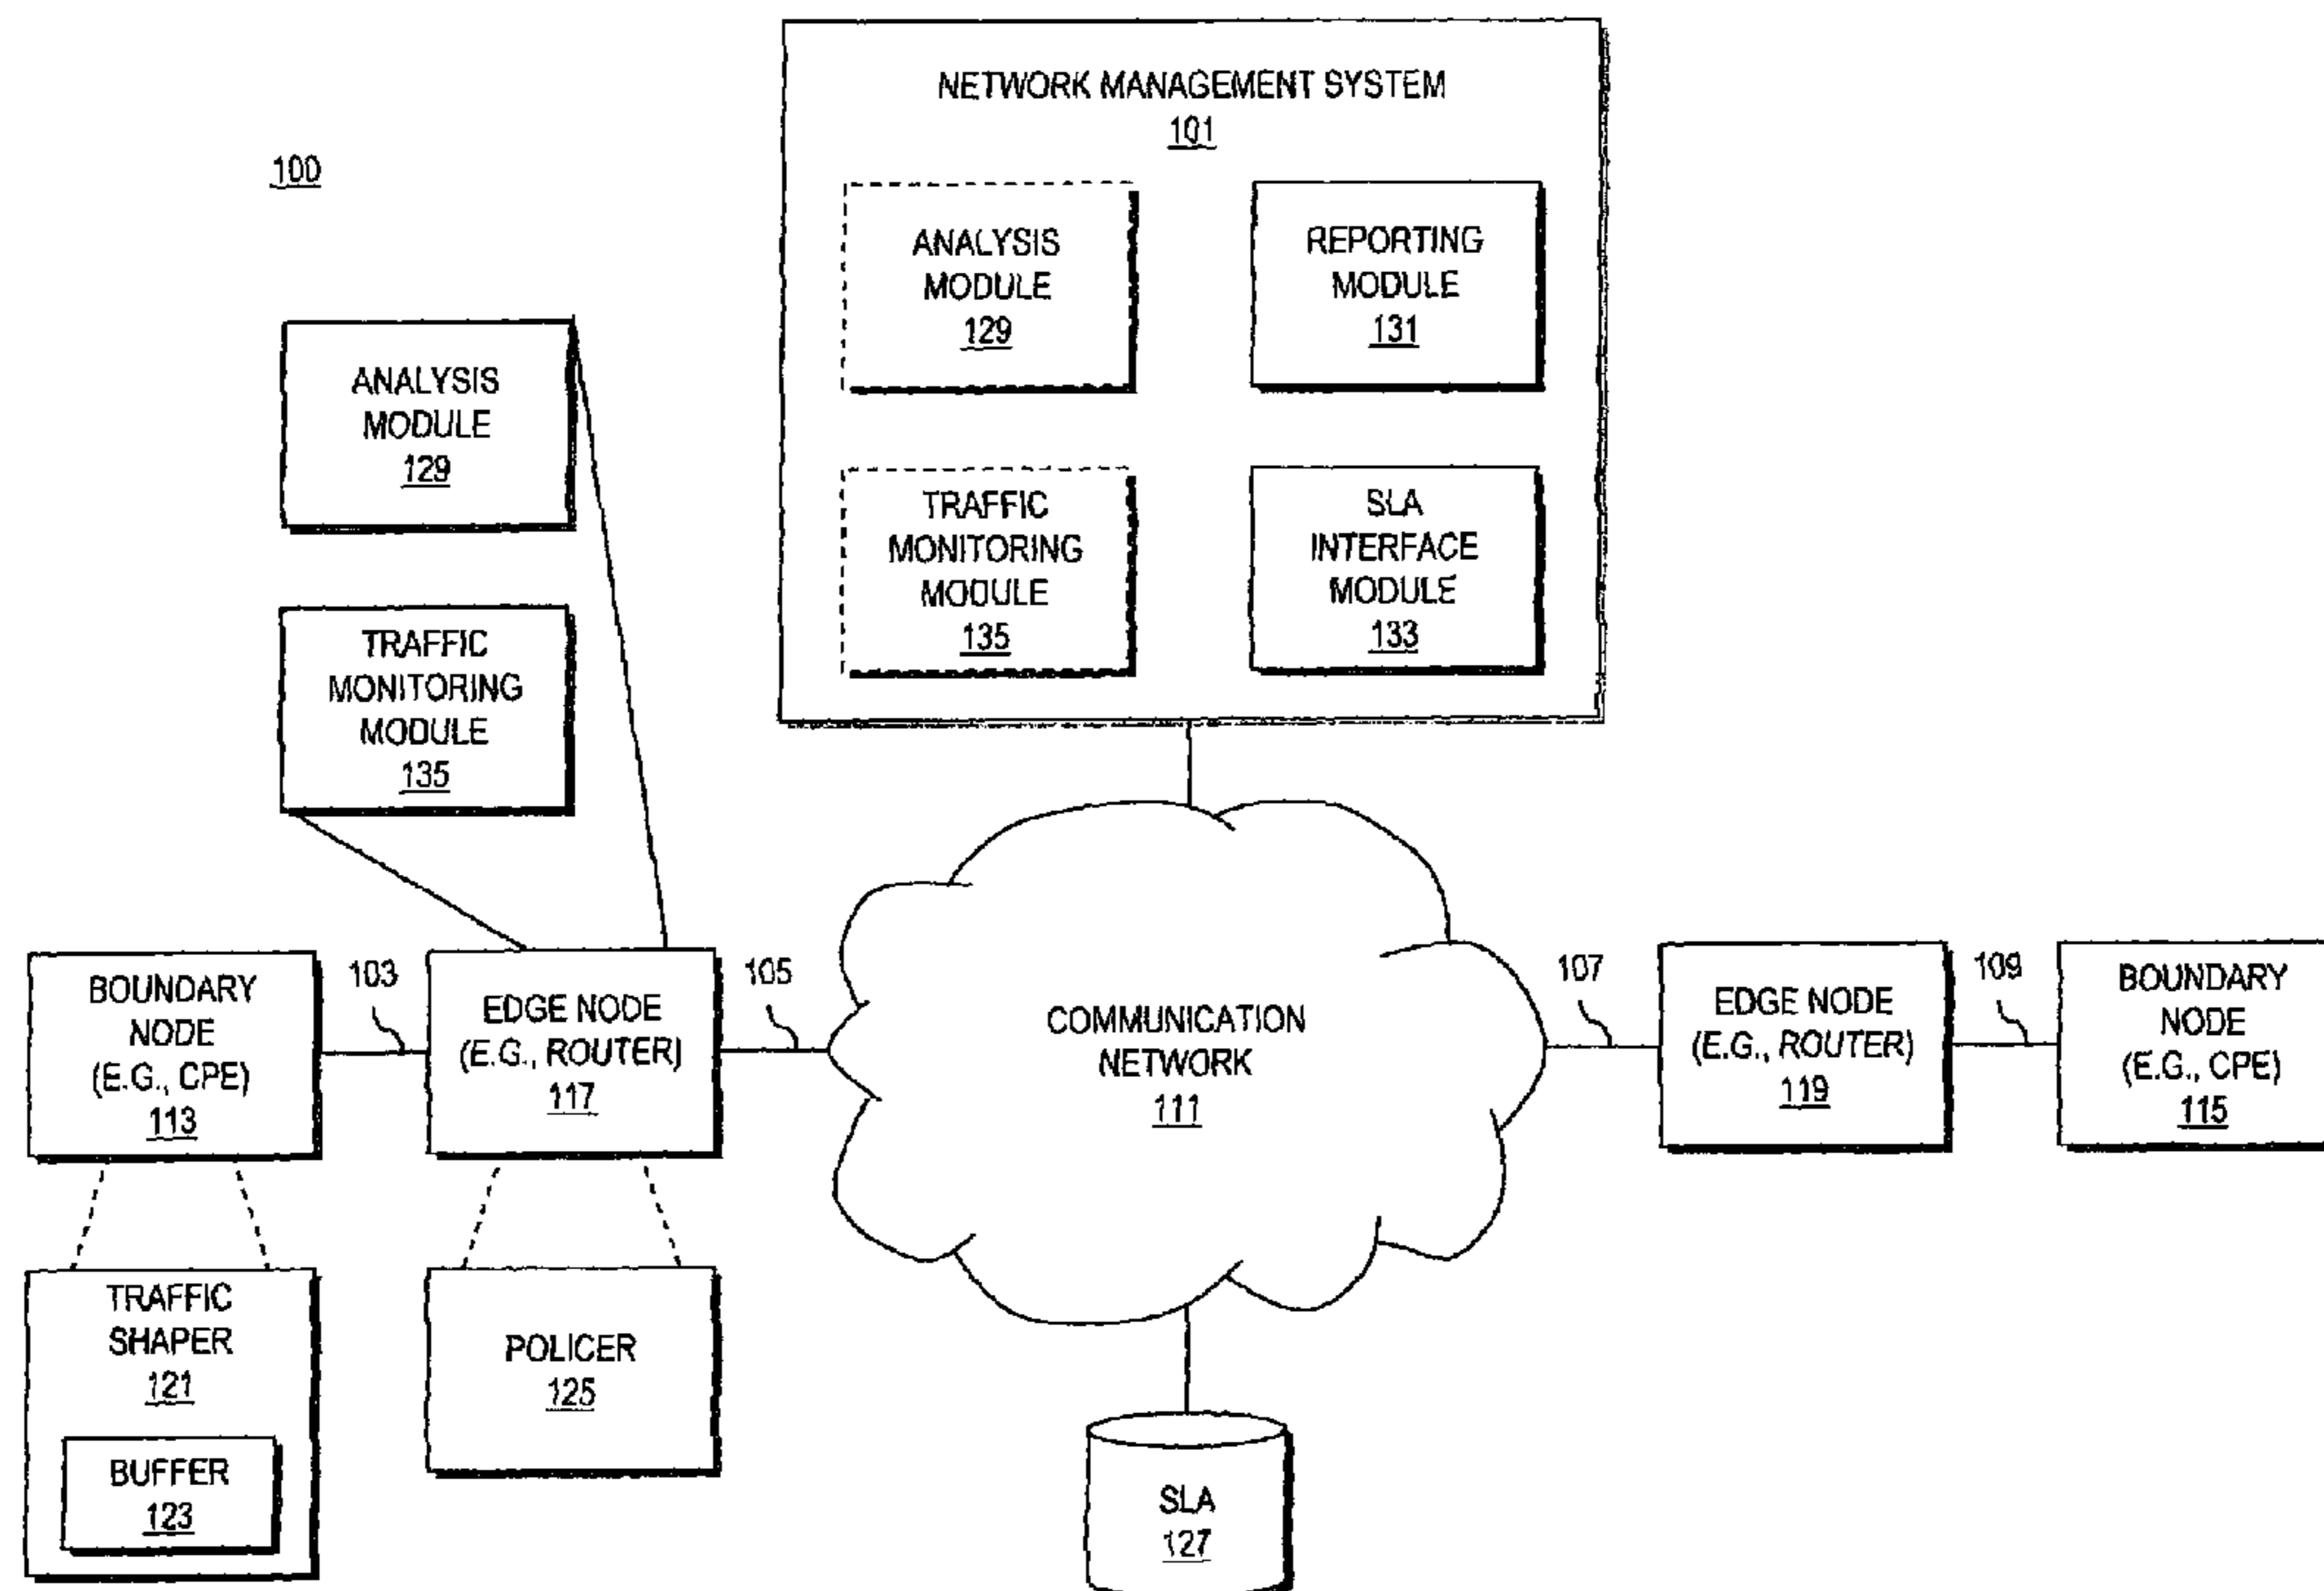 NETWORK MANAGEMENT SYSTEM
101
100
ANALYSIS
MODULE
129
REPORTING
MODULE
131
ANALYSIS
MODULE
129
TRAFFIC
MONITORING
MODULE
135
SLA
INTERFACE
MODULE
133
TRAFFIC
MONITORING
MODULE
135
BOUNDARY
NODE
(E.G., CPE)
113
103
EDGE NODE
(E.G., ROUTER)
117
105
COMMUNICATION
NETWORK
111
107
EDGE NODE
(E.G., ROUTER)
119
109
BOUNDARY
NODE
(E.G., CPE)
115
TRAFFIC
SHAPER
121
BUFFER
123
POLICER
125
SLA
127